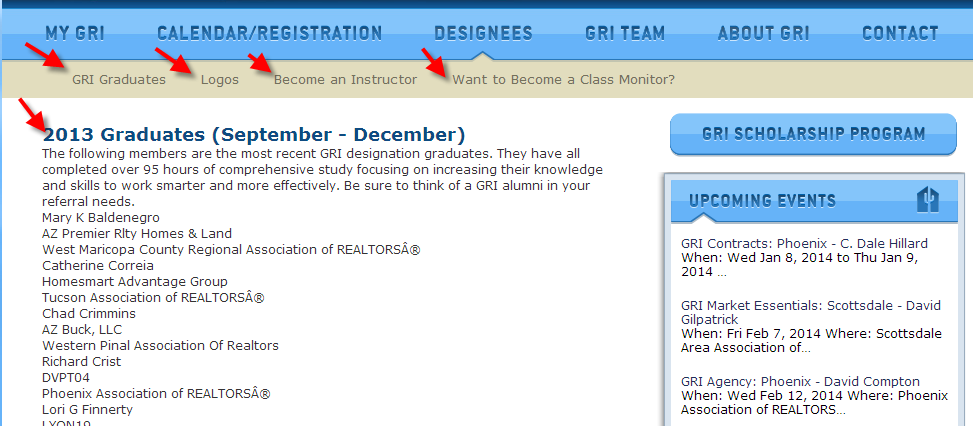 MY GRI CALENDAR/REGISTRATION DESIGNEES GRI TEAM ABOUT GRI CONTACT
GRI Graduates Logos Become an Instructor Want to Become a Class Monitor?
2013 Graduates (September - December)
The following members are the most recent GRI designation graduates. They have all
completed over 95 hours of comprehensive study focusing on increasing their knowledge
and skills to work smarter and more effectively. Be sure to think of a GRI alumni in your
referral needs.
Mary K Baldenegro
AZ Premier Rlty Homes & Land
West Maricopa County Regional Association of REALTORSÂ®
Catherine Correia
Homesmart Advantage Group
Tucson Association of REALTORSÂ®
Chad Crimmins
AZ Buck, LLC
Western Pinal Association Of Realtors
Richard Crist
DVPT04
Phoenix Association of REALTORSÂ®
Lori G Finnerty
LYON19
GRI SCHOLARSHIP PROGRAM
UPCOMING EVENTS
GRI Contracts: Phoenix - C. Dale Hillard
When: Wed Jan 8, 2014 to Thu Jan 9,
2014 ...
GRI Market Essentials: Scottsdale - David
Gilpatrick
When: Fri Feb 7, 2014 Where: Scottsdale
Area Association of...
GRI Agency: Phoenix - David Compton
When: Wed Feb 12, 2014 Where: Phoenix
Association of REALTORS...